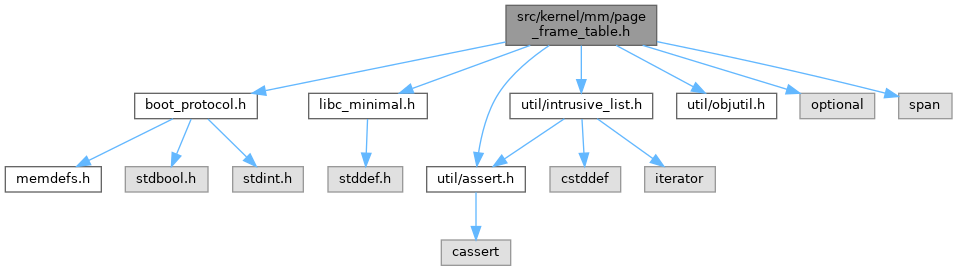 src/kernel/mm/page
_frame_table.h
boot_protocol.h
libc_minimal.h
util/intrusive_list.h
util/objutil.h
optional
span
memdefs.h
stdbool.h
stdint.h
stddef.h
util/assert.h
cstddef
iterator
cassert